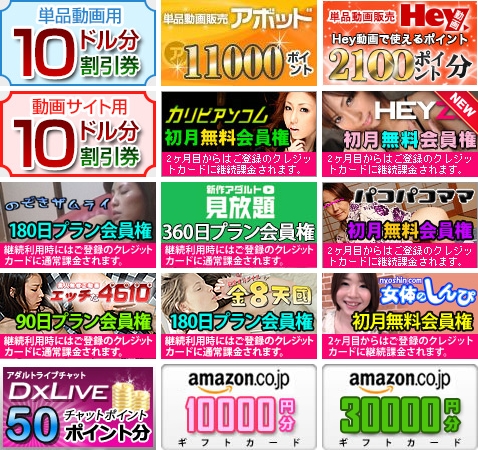 単品動画用
10ドル分
割引券
単品動画販売 アボッド
11000ポイント
単品動画販売 Hey動画
Hey動画で使えるポイント
2100ポイント分
動画サイト用
10ドル分
割引券
カリビアンコム
初月無料会員権
2ヶ月目からはご登録のクレジットカードに継続課金されます。
HEY
NEW
初月無料会員権
2ヶ月目からはご登録のクレジットカードに継続課金されます。
のぞきザムライ
180日プラン会員権
継続利用時にはご登録のクレジットカードに通常課金されます。
新作アダルト
見放題
360日プラン会員権
継続利用時にはご登録のクレジットカードに通常課金されます。
パコパコママ
初月無料会員権
2ヶ月目からはご登録のクレジットカードに継続課金されます。
エッチな4610
90日プラン会員権
継続利用時にはご登録のクレジットカードに通常課金されます。
金8天国
180日プラン会員権
継続利用時にはご登録のクレジットカードに通常課金されます。
nyoshin.com
女体のしんぴ
初月無料会員権
2ヶ月目からはご登録のクレジットカードに継続課金されます。
アダルトライブチャット
DXLIVE
50チャットポイント
ポイント分
amazon.co.jp
10000円分
ギフトカード
amazon.co.jp
30000円分
ギフトカード